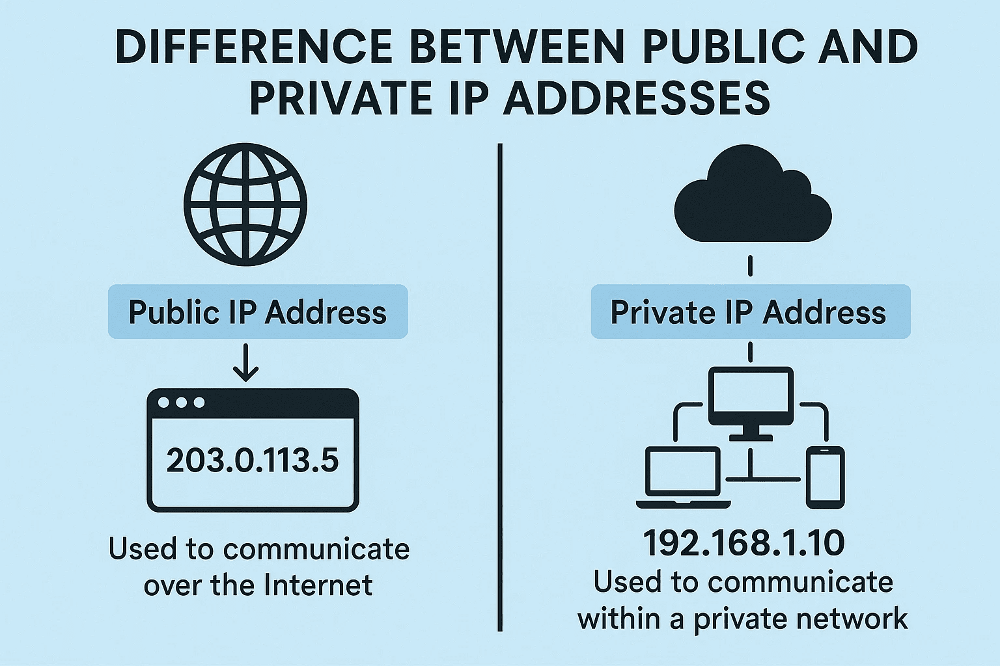 DIFFERENCE BETWEEN PUBLIC AND
PRIVATE IP ADDRESSES
Public IP Address
203.0.113.5
Used to communicate
over the Internet
Private IP Address
192.168.1.10
Used to communicate
within a private network